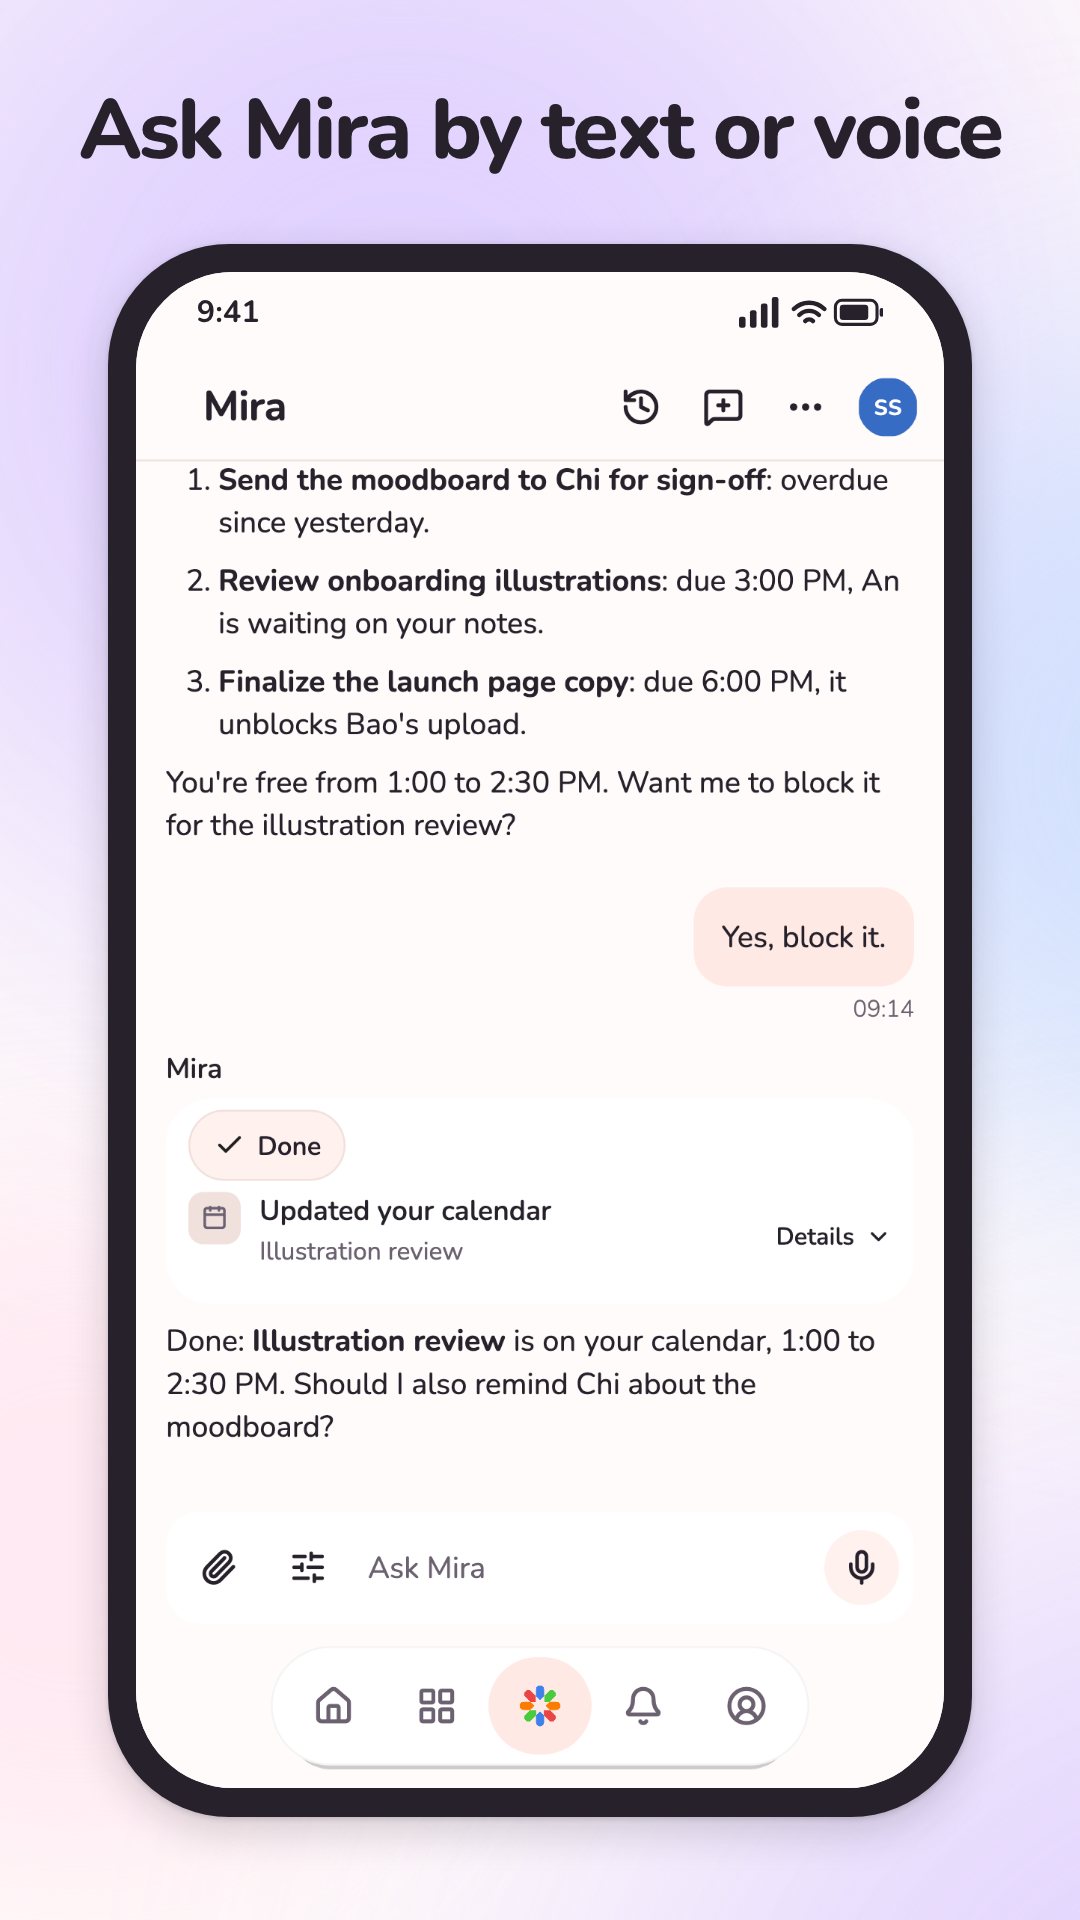 Ask Mira by text or voice
9:41
Mira
SS
1. Send the moodboard to Chi for sign-off: overdue
since yesterday.
2. Review onboarding illustrations: due 3:00 PM, An
is waiting on your notes.
3. Finalize the launch page copy: due 6:00 PM, it
unblocks Bao's upload.
You're free from 1:00 to 2:30 PM. Want me to block it
for the illustration review?
Yes, block it.
09:14
Mira
Done
Updated your calendar
Illustration review
Details
Done: Illustration review is on your calendar, 1:00 to
2:30 PM. Should I also remind Chi about the
moodboard?
Ask Mira